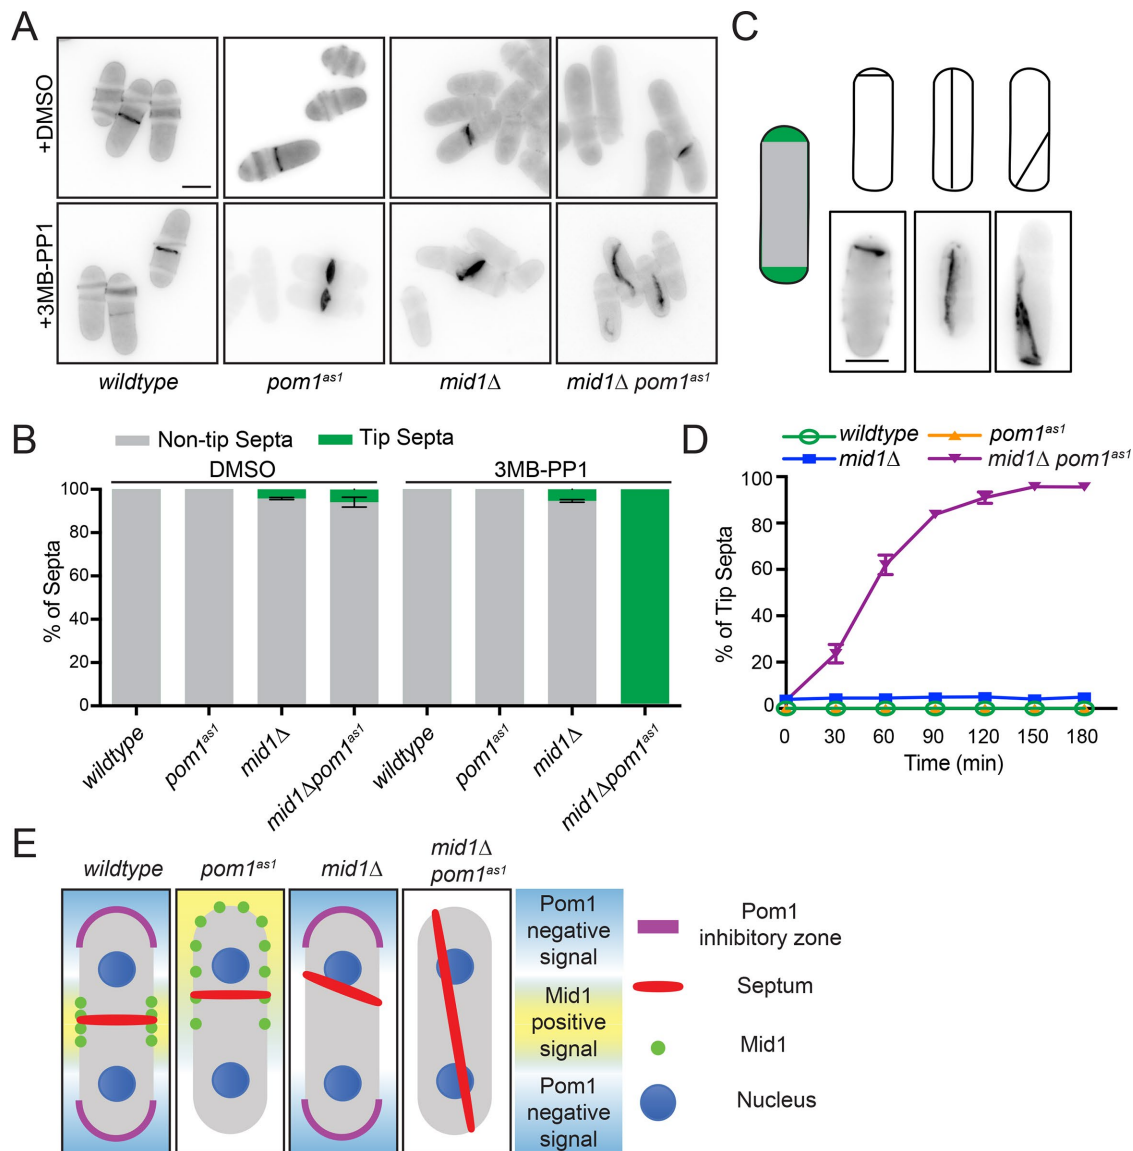 A
+DMSO
+3MB-PP1
wildtype
pom1as1
mid1Δ
mid1Δ pom1as1
C
B
Non-tip Septa
Tip Septa
DMSO
3MB-PP1
% of Septa
100
80
60
40
20
0
wildtype
pom1as1
mid1Δ
mid1Δpom1as1
wildtype
pom1as1
mid1Δ
mid1Δpom1as1
D
wildtype
pom1as1
mid1Δ
mid1Δ pom1as1
% of Tip Septa
100
80
60
40
20
0
0 30 60 90 120 150 180
Time (min)
E
wildtype
pom1as1
mid1Δ
mid1Δ
pom1as1
Pom1
negative
signal
Mid1
positive
signal
Pom1
negative
signal
Pom1
inhibitory zone
Septum
Mid1
Nucleus